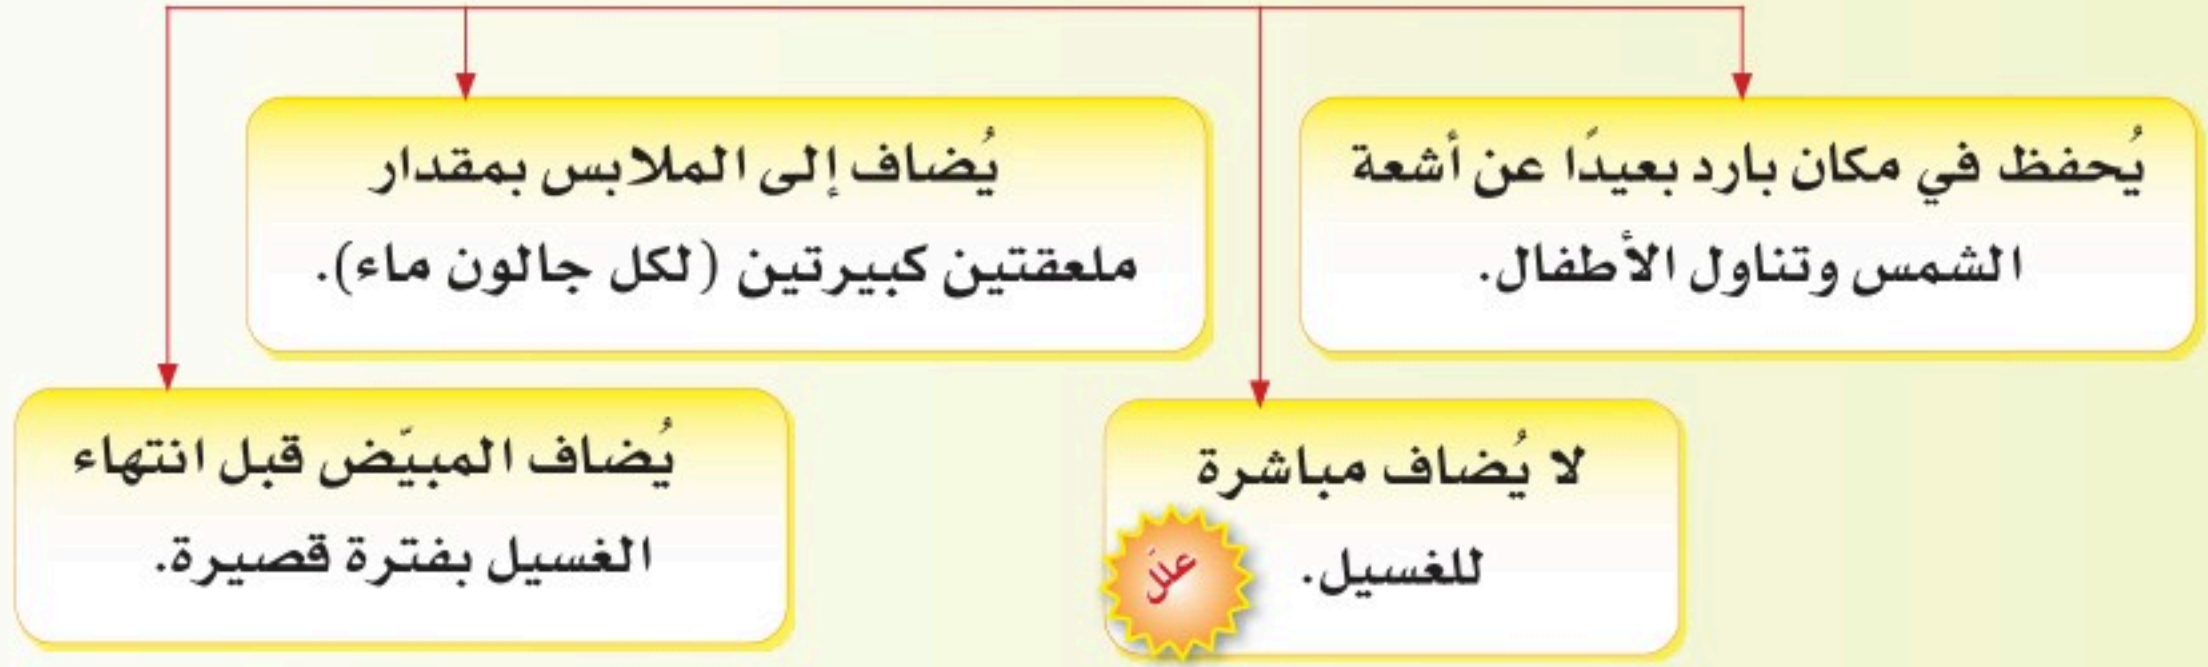 يُحفظ في مكان بارد بعيدًا عن أشعة
الشمس وتناول الأطفال.
يُضاف إلى الملابس بمقدار
ملعقتين كبيرتين (لكل جالون ماء).
لا يُضاف مباشرة
للغسيل.
علل
يُضاف المبيّض قبل انتهاء
الغسيل بفترة قصيرة.